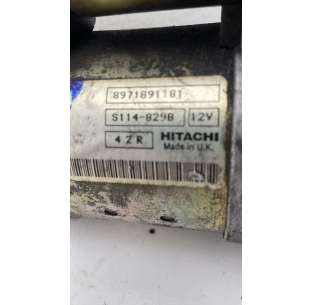 8971891181
S114-829B 12V
4ZR HITACHI
Made in U.K.